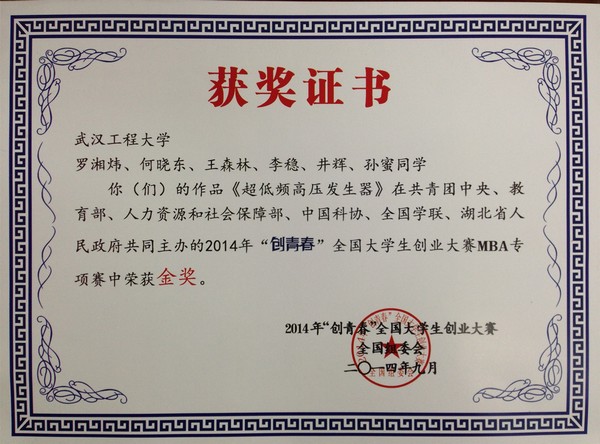 获奖证书
武汉工程大学
罗湘炜、何晓东、王森林、李稳、井辉、孙蜜同学
你（们）的作品《超低频高压发生器》在共青团中央、教
育部、人力资源和社会保障部、中国科协、全国学联、湖北省人
民政府共同主办的2014年“创青春”全国大学生创业大赛MBA专
项赛中荣获金奖。
2014年“创青春”全国大学生创业大赛
全国组委会
二〇一四年九月